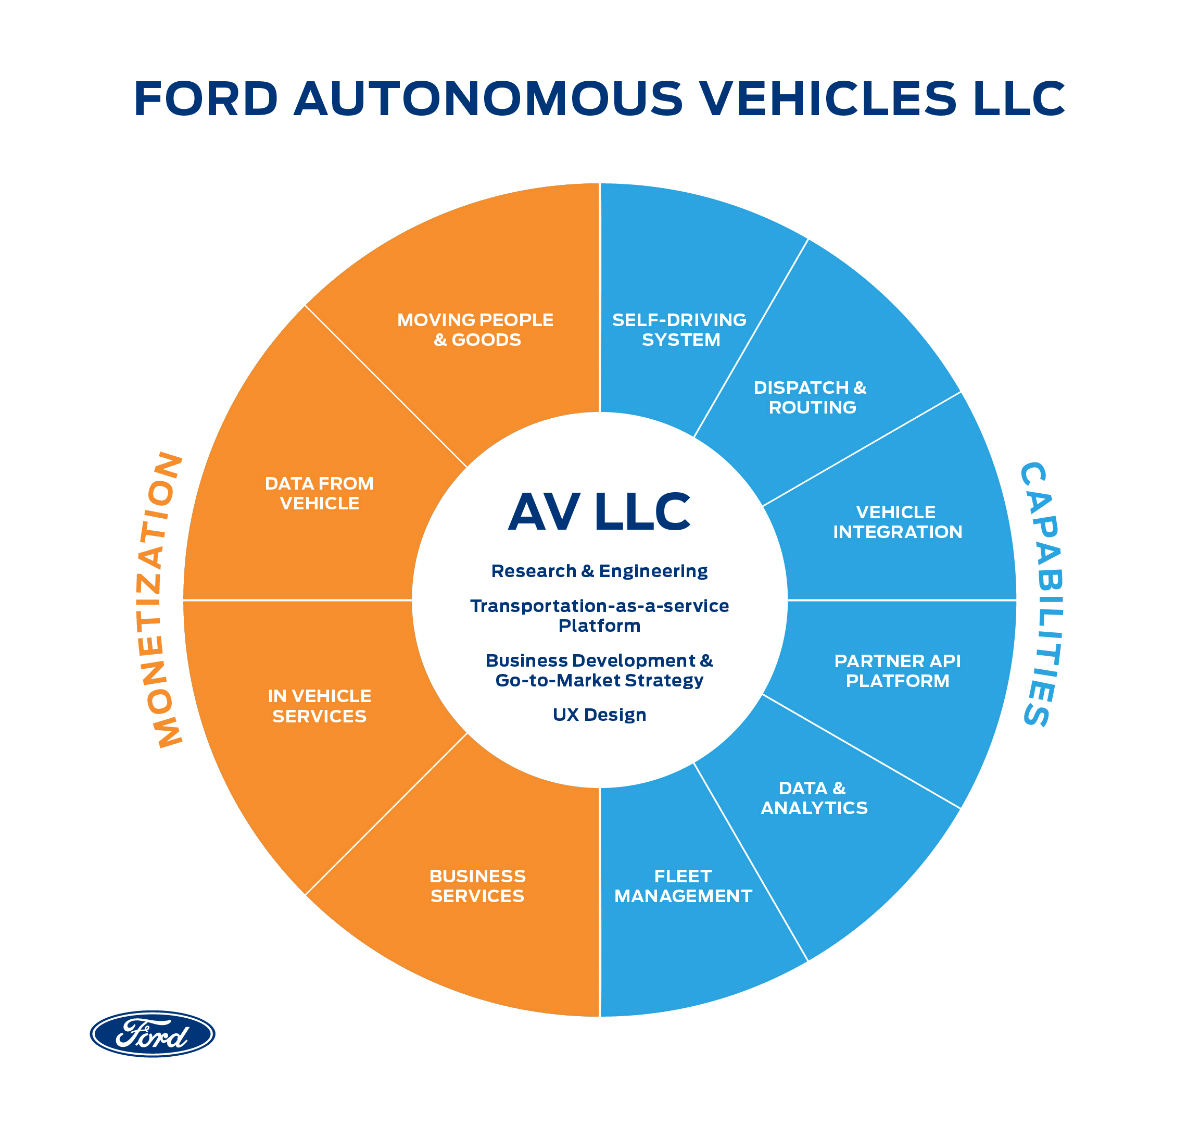 FORD AUTONOMOUS VEHICLES LLC
MONETIZATION
MOVING PEOPLE
& GOODS
DATA FROM
VEHICLE
IN VEHICLE
SERVICES
BUSINESS
SERVICES
AV LLC
Research & Engineering
Transportation-as-a-service
Platform
Business Development &
Go-to-Market Strategy
UX Design
SELF-DRIVING
SYSTEM
DISPATCH &
ROUTING
VEHICLE
INTEGRATION
PARTNER API
PLATFORM
DATA &
ANALYTICS
FLEET
MANAGEMENT
CAPABILITIES
Ford